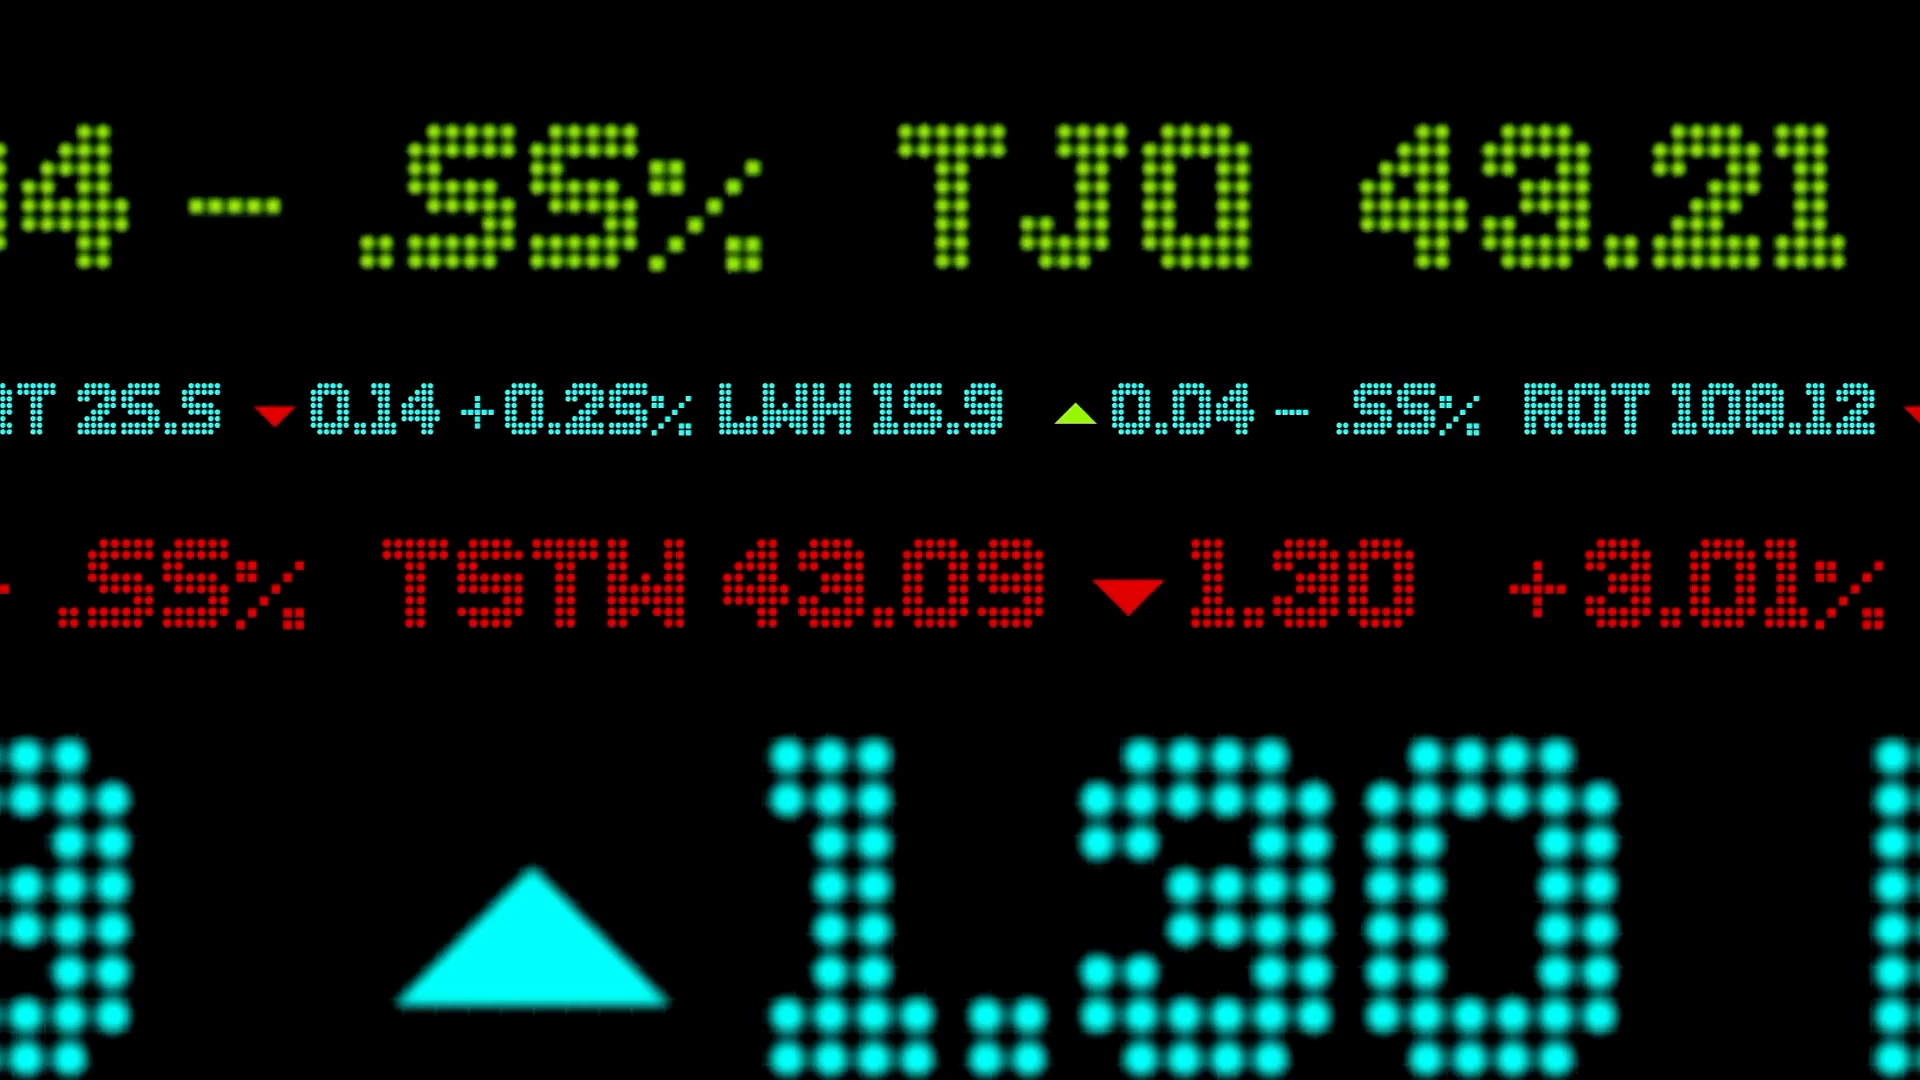 4 - .55% TJO 43.21
T 25.5 ▼ 0.14 +0.25% LWH 15.9 ▲ 0.04 - .55% ROT 108.12 ▼
- .55% TSTW 43.09 ▼ 1.30 +3.01%
▲ 1.30